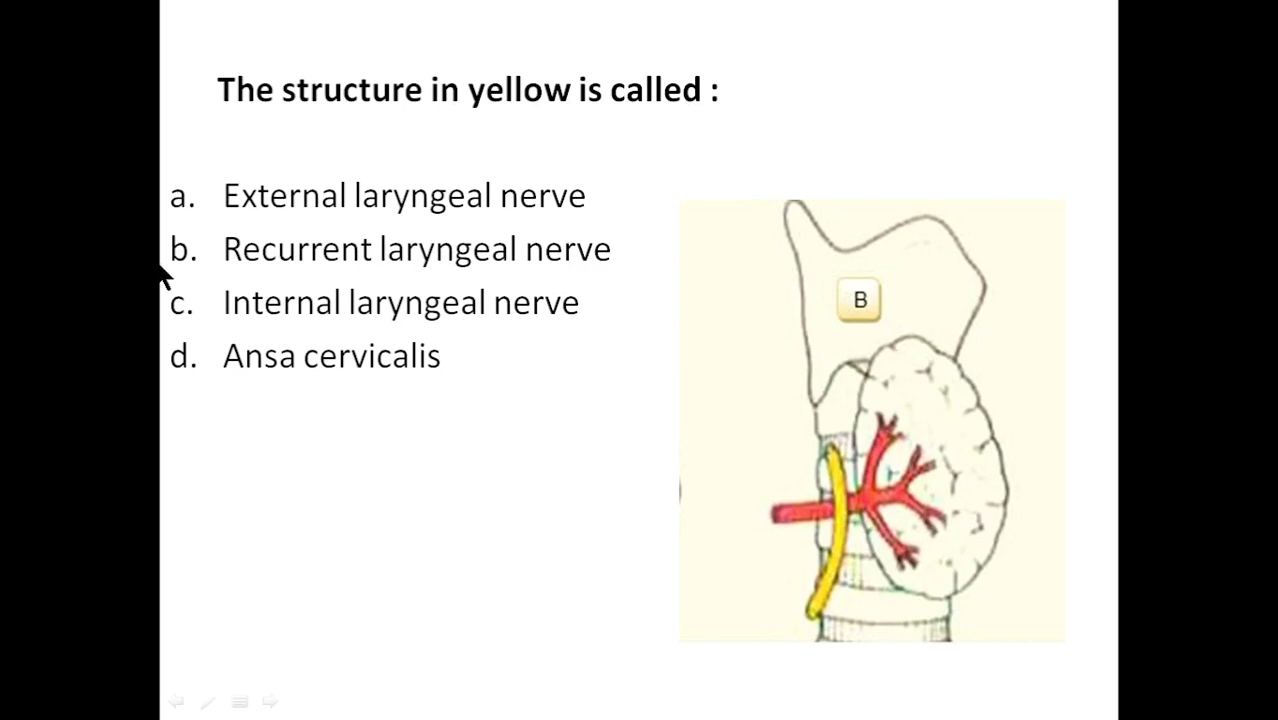 The structure in yellow is called :
a. External laryngeal nerve
b. Recurrent laryngeal nerve
c. Internal laryngeal nerve
d. Ansa cervicalis
B